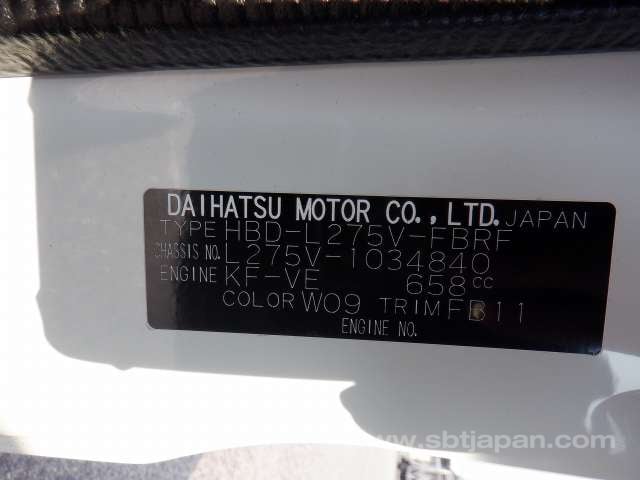 DAIHATSU MOTOR CO.,LTD. JAPAN
TYPE HBD-L275V-FBRF
CHASSIS NO. L275V-1034840
ENGINE KF-VE 658cc
COLOR W09 TRIM FB11
ENGINE NO.
www.sbtjapan.com